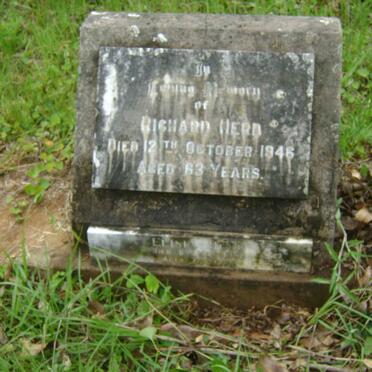 In
Loving Memory
of
Richard Herd
Died 12th October 1946
Aged 63 Years.